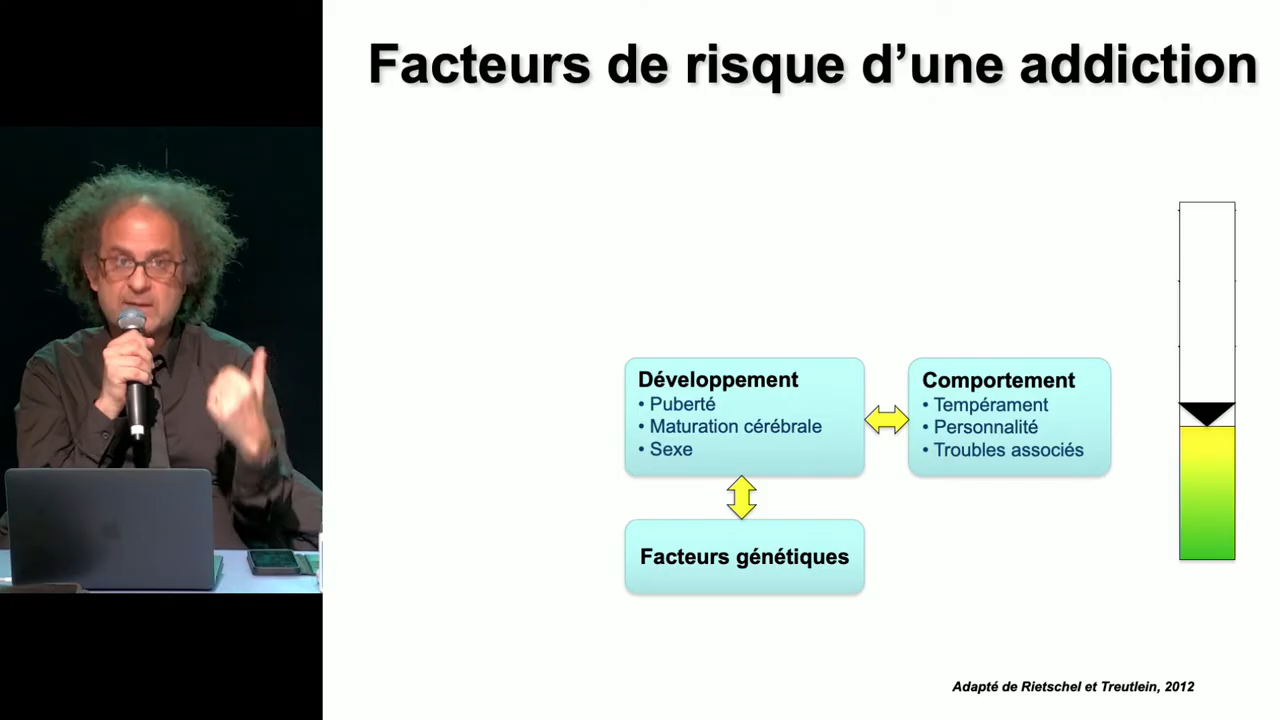 Facteurs de risque d’une addiction
Développement
• Puberté
• Maturation cérébrale
• Sexe
Comportement
• Tempérament
• Personnalité
• Troubles associés
Facteurs génétiques
Adapté de Rietschel et Treutlein, 2012